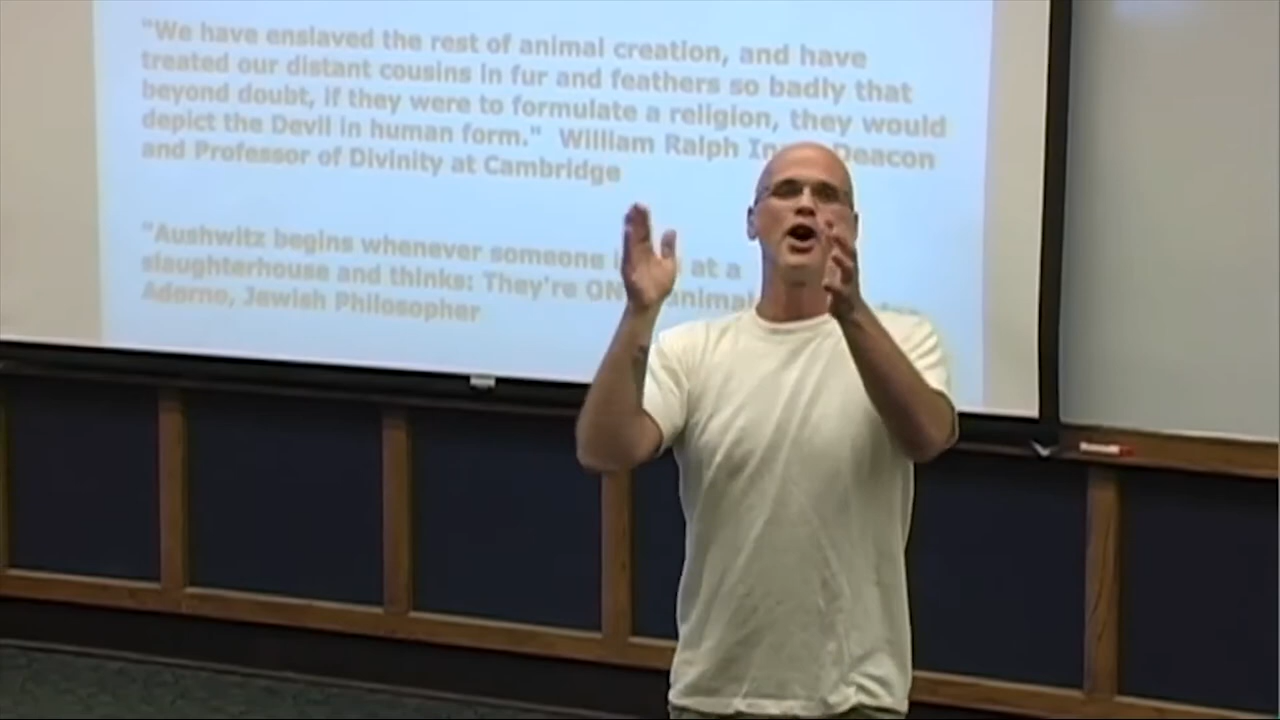 "We have enslaved the rest of animal creation, and have
treated our distant cousins in fur and feathers so badly that
beyond doubt, if they were to formulate a religion, they would
depict the Devil in human form." William Ralph Deacon
and Professor of Divinity at Cambridge
"Aushwitz begins whenever someone at a
slaughterhouse and thinks: They're
Adorno, Jewish Philosopher